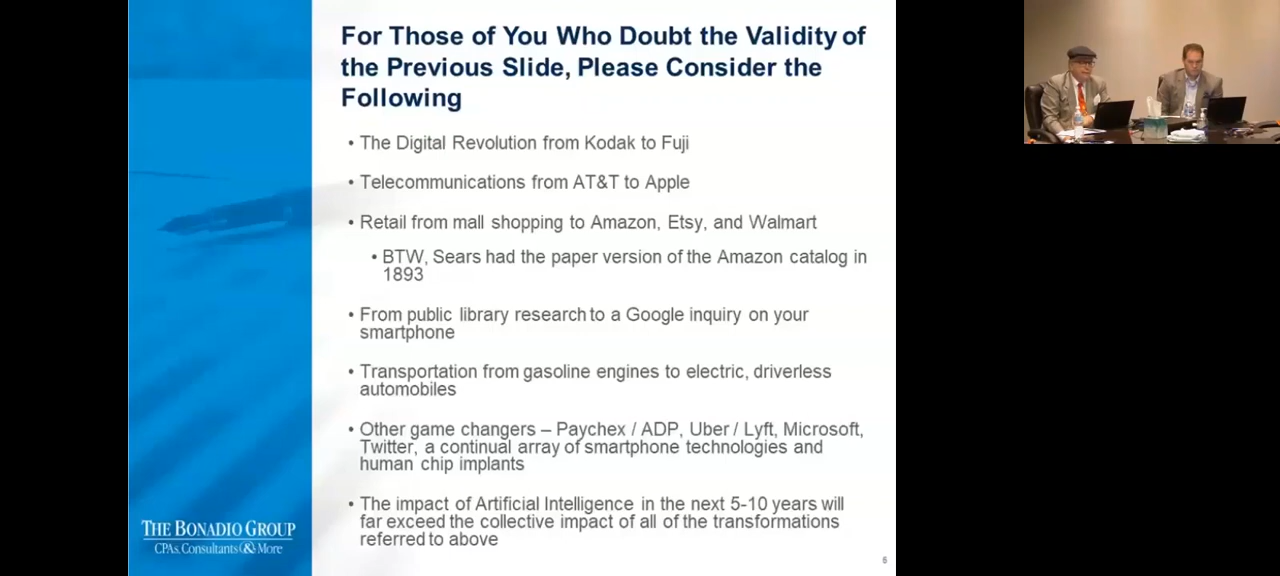 For Those of You Who Doubt the Validity of
the Previous Slide, Please Consider the
Following
• The Digital Revolution from Kodak to Fuji
• Telecommunications from AT&T to Apple
• Retail from mall shopping to Amazon, Etsy, and Walmart
• BTW, Sears had the paper version of the Amazon catalog in
1893
• From public library research to a Google inquiry on your
smartphone
• Transportation from gasoline engines to electric, driverless
automobiles
• Other game changers – Paychex / ADP, Uber / Lyft, Microsoft,
Twitter, a continual array of smartphone technologies and
human chip implants
• The impact of Artificial Intelligence in the next 5-10 years will
far exceed the collective impact of all of the transformations
referred to above
THE BONADIO GROUP
CPAs, Consultants & More
6